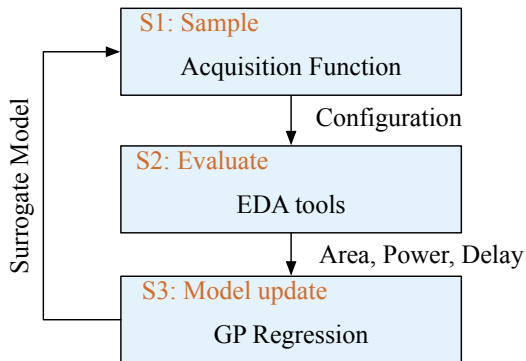 S1: Sample
Acquisition Function
Configuration
S2: Evaluate
EDA tools
Area, Power, Delay
S3: Model update
GP Regression
Surrogate Model